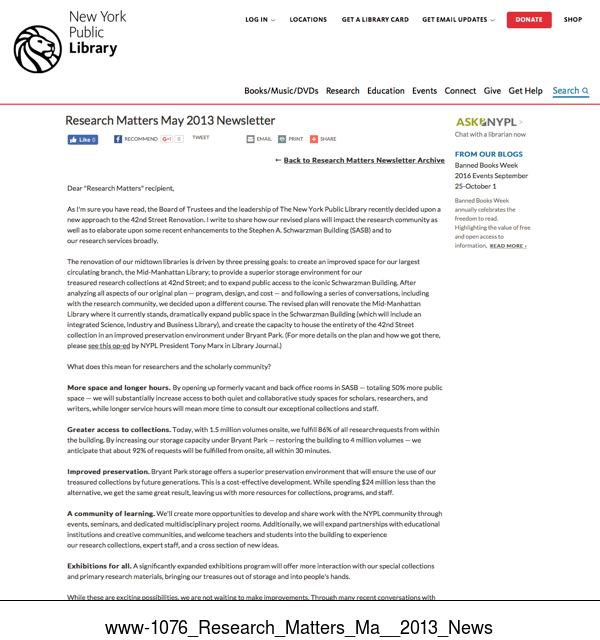 New York
Public
Library
LOG IN
LOCATIONS
GET A LIBRARY CARD
GET EMAIL UPDATES
DONATE
SHOP
Books/Music/DVDs Research Education Events Connect Give Get Help Search
Research Matters May 2013 Newsletter
Like 0
RECOMMEND
G+1 0
TWEET
EMAIL
PRINT
SHARE
← Back to Research Matters Newsletter Archive
ASK NYPL >
Chat with a librarian now
FROM OUR BLOGS
Banned Books Week
2016 Events September
25-October 1
Banned Books Week
annually celebrates the
freedom to read.
Highlighting the value of free
and open access to
information, READ MORE ›
Dear "Research Matters" recipient,
As I'm sure you have read, the Board of Trustees and the leadership of The New York Public Library recently decided upon a
new approach to the 42nd Street Renovation. I write to share how our revised plans will impact the research community as
well as to elaborate upon some recent enhancements to the Stephen A. Schwarzman Building (SASB) and to
our research services broadly.
The renovation of our midtown libraries is driven by three pressing goals: to create an improved space for our largest
circulating branch, the Mid-Manhattan Library; to provide a superior storage environment for our
treasured research collections at 42nd Street; and to expand public access to the iconic Schwarzman Building. After
analyzing all aspects of our original plan — program, design, and cost — and following a series of conversations, including
with the research community, we decided upon a different course. The revised plan will renovate the Mid-Manhattan
Library where it currently stands, dramatically expand public space in the Schwarzman Building (which will include an
integrated Science, Industry and Business Library), and create the capacity to house the entirety of the 42nd Street
collection in an improved preservation environment under Bryant Park. (For more details on the plan and how we got there,
please see this op-ed by NYPL President Tony Marx in Library Journal.)
What does this mean for researchers and the scholarly community?
More space and longer hours. By opening up formerly vacant and back office rooms in SASB — totaling 50% more public
space — we will substantially increase access to both quiet and collaborative study spaces for scholars, researchers, and
writers, while longer service hours will mean more time to consult our exceptional collections and staff.
Greater access to collections. Today, with 1.5 million volumes onsite, we fulfill 86% of all researchrequests from within
the building. By increasing our storage capacity under Bryant Park — restoring the building to 4 million volumes — we
anticipate that about 92% of requests will be fulfilled from onsite, all within 30 minutes.
Improved preservation. Bryant Park storage offers a superior preservation environment that will ensure the use of our
treasured collections by future generations. This is a cost-effective development. While spending $24 million less than the
alternative, we get the same great result, leaving us with more resources for collections, programs, and staff.
A community of learning. We'll create more opportunities to develop and share work with the NYPL community through
events, seminars, and dedicated multidisciplinary project rooms. Additionally, we will expand partnerships with educational
institutions and creative communities, and welcome teachers and students into the building to experience
our research collections, expert staff, and a cross section of new ideas.
Exhibitions for all. A significantly expanded exhibitions program will offer more interaction with our special collections
and primary research materials, bringing our treasures out of storage and into people's hands.
While these are exciting possibilities, we are not waiting to make improvements. Through many recent conversations with
www-1076_Research_Matters_Ma__2013_News